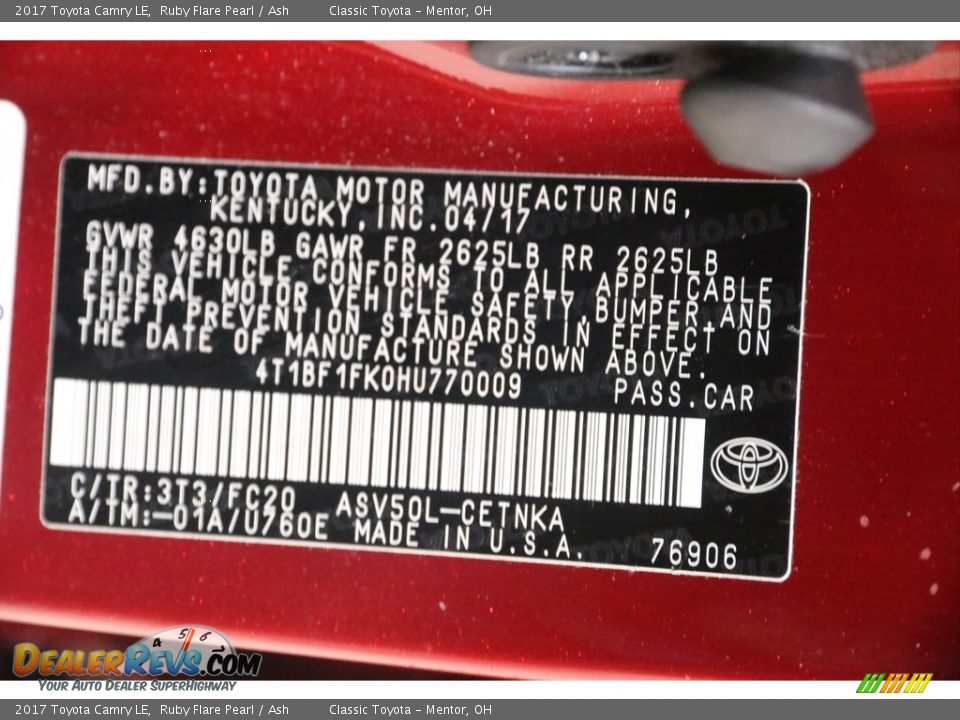 2017 Toyota Camry LE, Ruby Flare Pearl / Ash Classic Toyota - Mentor, OH
MFD.BY:TOYOTA MOTOR MANUFACTURING,
KENTUCKY,INC.04/17
GVWR 4630LB GAWR FR 2625LB RR 2625LB
THIS VEHICLE CONFORMS TO ALL APPLICABLE
FEDERAL MOTOR VEHICLE SAFETY,BUMPER AND
THEFT PREVENTION STANDARDS IN EFFECT ON
THE DATE OF MANUFACTURE SHOWN ABOVE.
4T1BF1FK0HU770009 PASS.CAR
C/TR:3T3/FC20 ASV50L-CETNKA
A/TM:-01A/U760E MADE IN U.S.A. 76906
4 5 6
DEALERREVS.COM
YOUR AUTO DEALER SUPERHIGHWAY
2017 Toyota Camry LE, Ruby Flare Pearl / Ash Classic Toyota - Mentor, OH